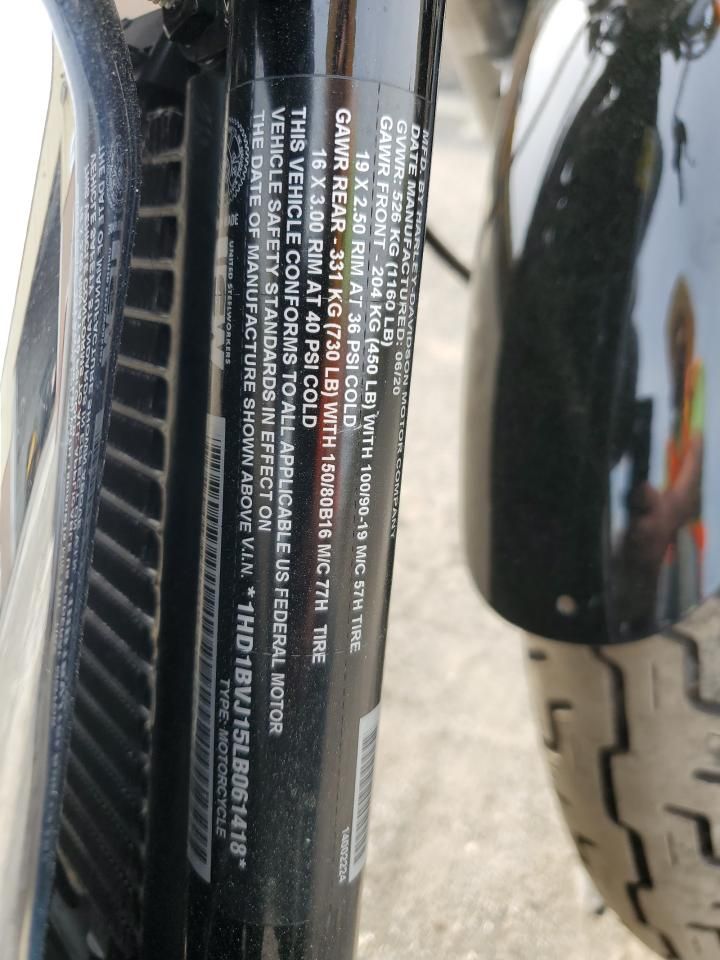 MFD. BY HARLEY-DAVIDSON MOTOR COMPANY
DATE MANUFACTURED: 06/20
GVWR: 526 KG (1160 LB)
GAWR FRONT - 204 KG (450 LB) WITH 100/90-19 M/C 57H TIRE
19 X 2.50 RIM AT 36 PSI COLD
GAWR REAR - 331 KG (730 LB) WITH 150/80B16 M/C 77H TIRE
16 X 3.00 RIM AT 40 PSI COLD
THIS VEHICLE CONFORMS TO ALL APPLICABLE US FEDERAL MOTOR
VEHICLE SAFETY STANDARDS IN EFFECT ON
THE DATE OF MANUFACTURE SHOWN ABOVE V.I.N. *1HD1BVJ15LB061418*
TYPE: MOTORCYCLE
UNITED STEELWORKERS